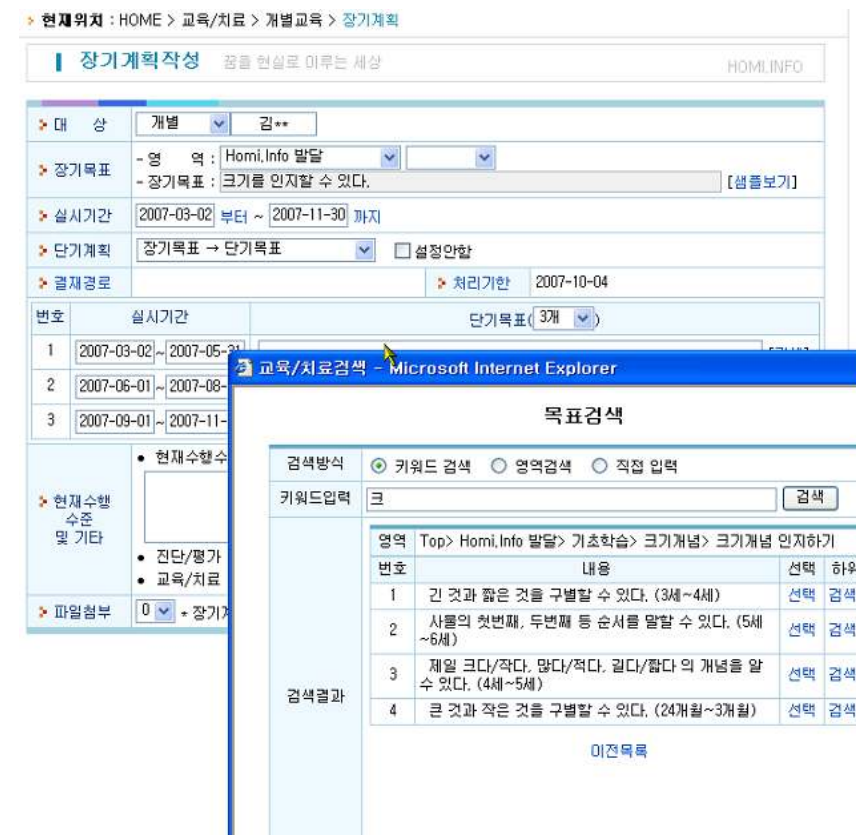 현재위치 : HOME > 교육/치료 > 개별교육 > 장기계획
장기계획작성 꿈을 현실로 이루는 세상 HOMI.INFO
대 상 개별 김**
장기목표 - 영 역 : Homi.Info 발달
- 장기목표 : 크기를 인지할 수 있다. [샘플보기]
실시기간 2007-03-02 부터 ~ 2007-11-30 까지
단기계획 장기목표 → 단기목표 설정안함
결재경로 처리기한 2007-10-04
번호 실시기간 단기목표( 3개 )
1 2007-03-02 ~ 2007-05-31
2 2007-06-01 ~ 2007-08-
3 2007-09-01 ~ 2007-11-
현재수행
수준
및 기타
• 현재수행수
• 진단/평가
• 교육/치료
파일첨부 0 * 장기계
교육/치료검색 - Microsoft Internet Explorer
목표검색
검색방식 키워드 검색 영역검색 직접 입력
키워드입력 크 검색
검색결과
영역 Top> Homi.Info 발달> 기초학습> 크기개념> 크기개념 인지하기
번호 내용 선택 하위
1 긴 것과 짧은 것을 구별할 수 있다. (3세~4세) 선택 검색
2 사물의 첫번째, 두번째 등 순서를 말할 수 있다. (5세
~6세) 선택 검색
3 제일 크다/작다, 많다/적다, 길다/짧다 의 개념을 알
수 있다. (4세~5세) 선택 검색
4 큰 것과 작은 것을 구별할 수 있다. (24개월~3개월) 선택 검색
이전목록